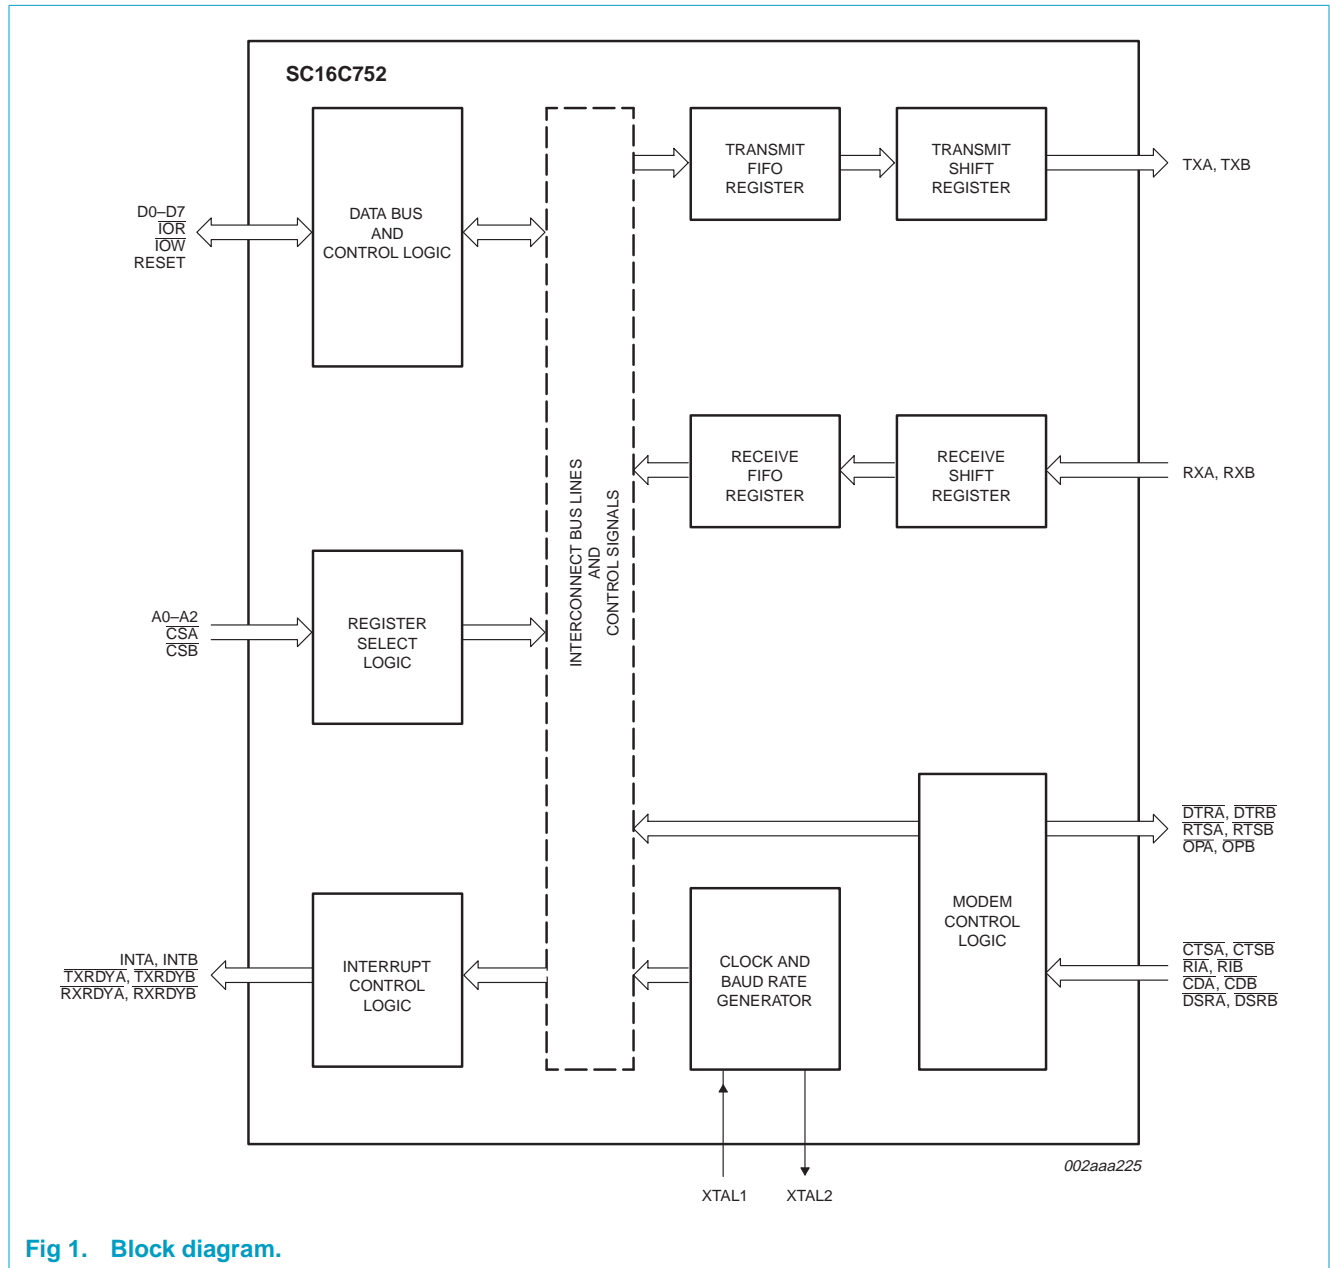 SC16C752
D0–D7
IOR
IOW
RESET
DATA BUS
AND
CONTROL LOGIC
TRANSMIT
FIFO
REGISTER
TRANSMIT
SHIFT
REGISTER
TXA, TXB
RECEIVE
FIFO
REGISTER
RECEIVE
SHIFT
REGISTER
RXA, RXB
INTERCONNECT BUS LINES
AND
CONTROL SIGNALS
A0–A2
CSA
CSB
REGISTER
SELECT
LOGIC
DTRA, DTRB
RTSA, RTSB
OPA, OPB
MODEM
CONTROL
LOGIC
CTSA, CTSB
RIA, RIB
CDA, CDB
DSRA, DSRB
INTA, INTB
TXRDYA, TXRDYB
RXRDYA, RXRDYB
INTERRUPT
CONTROL
LOGIC
CLOCK AND
BAUD RATE
GENERATOR
XTAL1
XTAL2
002aaa225
Fig 1. Block diagram.